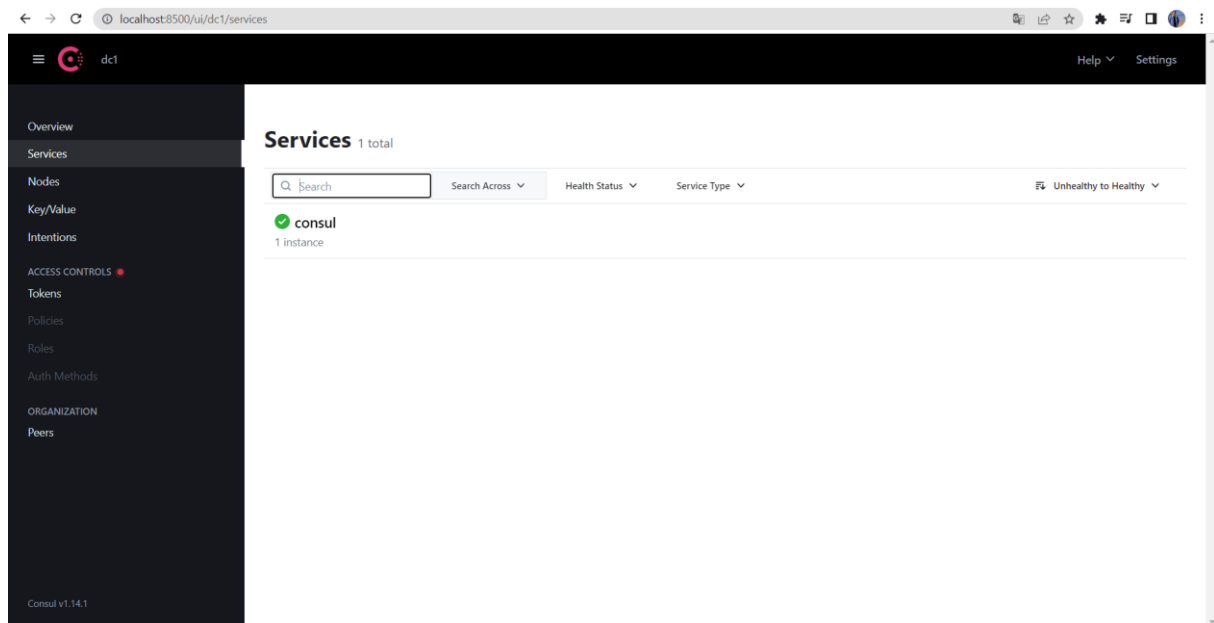 localhost:8500/ui/dc1/services
dc1
Help
Settings
Overview
Services
Nodes
Key/Value
Intentions
ACCESS CONTROLS
Tokens
Policies
Roles
Auth Methods
ORGANIZATION
Peers
Consul v1.14.1
Services 1 total
Search
Search Across
Health Status
Service Type
Unhealthy to Healthy
consul
1 instance